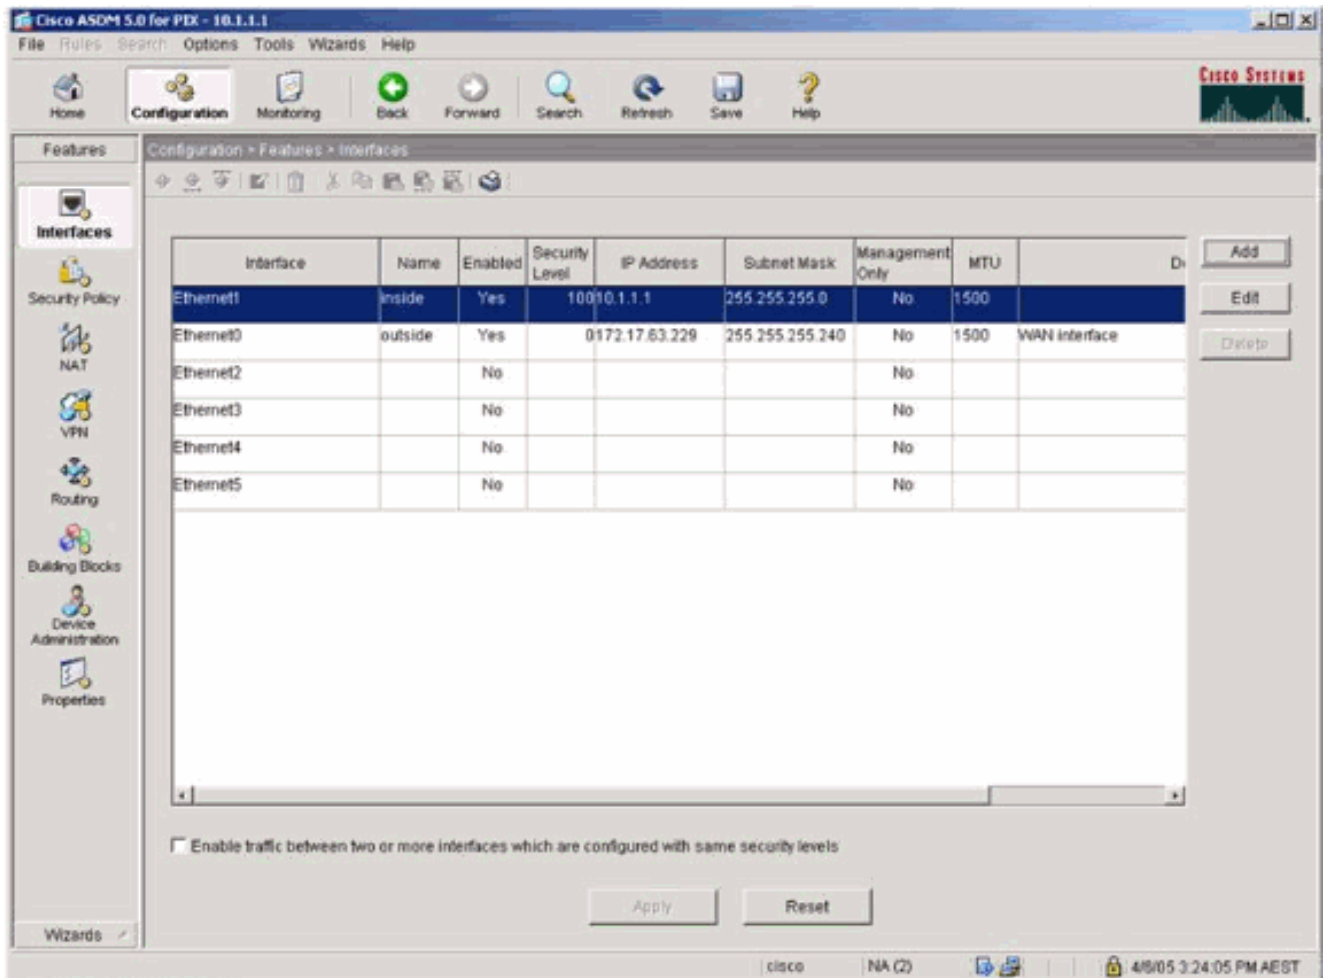 Cisco ASDM 5.0 for PIX - 10.1.1.1
File Rules Search Options Tools Wizards Help
Home Configuration Monitoring Back Forward Search Refresh Save Help
CISCO SYSTEMS
Features
Configuration > Features > Interfaces
Interfaces
Security Policy
NAT
VPN
Routing
Building Blocks
Device Administration
Properties
Wizards
Interface Name Enabled Security Level IP Address Subnet Mask Management Only MTU
Ethernet1 inside Yes 100 10.1.1.1 255.255.255.0 No 1500
Ethernet0 outside Yes 0 172.17.63.229 255.255.255.240 No 1500 WAN interface
Ethernet2 No No
Ethernet3 No No
Ethernet4 No No
Ethernet5 No No
Add
Edit
Delete
Enable traffic between two or more interfaces which are configured with same security levels
Apply Reset
cisco NA (2) 4/6/05 3:24:05 PM AEST